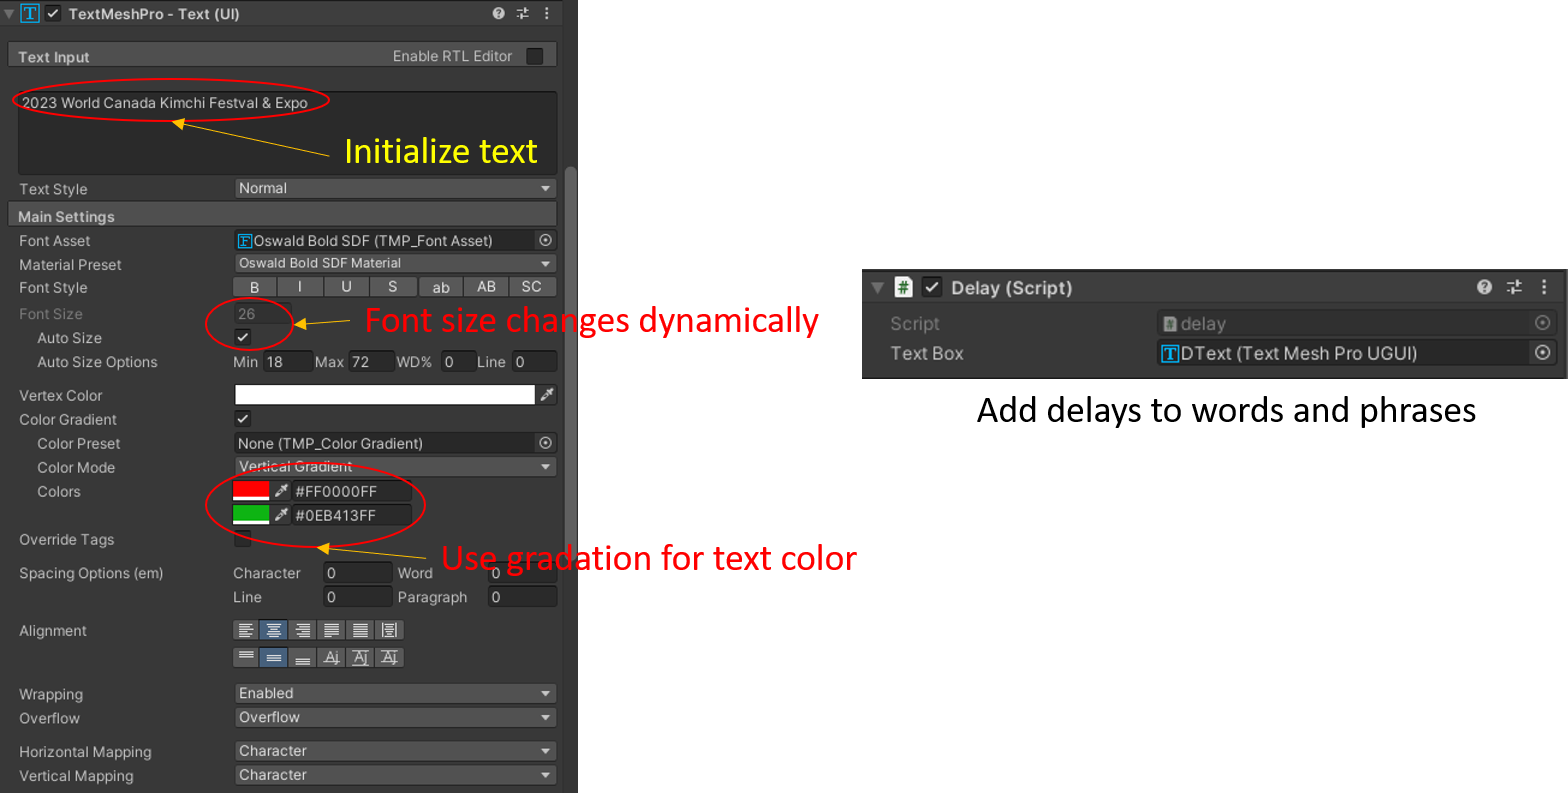 TextMeshPro - Text (UI)
Text Input Enable RTL Editor
2023 World Canada Kimchi Festval & Expo
Initialize text
Text Style Normal
Main Settings
Font Asset Oswald Bold SDF (TMP_Font Asset)
Material Preset Oswald Bold SDF Material
Font Style B I U S ab AB SC
Font Size 26
Font size changes dynamically
Auto Size
Auto Size Options Min 18 Max 72 WD% 0 Line 0
Vertex Color
Color Gradient
Color Preset None (TMP_Color Gradient)
Color Mode Vertical Gradient
Colors #FF0000FF
#0EB413FF
Override Tags
Use gradation for text color
Spacing Options (em) Character 0 Word 0
Line 0 Paragraph 0
Alignment
Wrapping Enabled
Overflow Overflow
Horizontal Mapping Character
Vertical Mapping Character
Delay (Script)
Script delay
Text Box DText (Text Mesh Pro UGUI)
Add delays to words and phrases